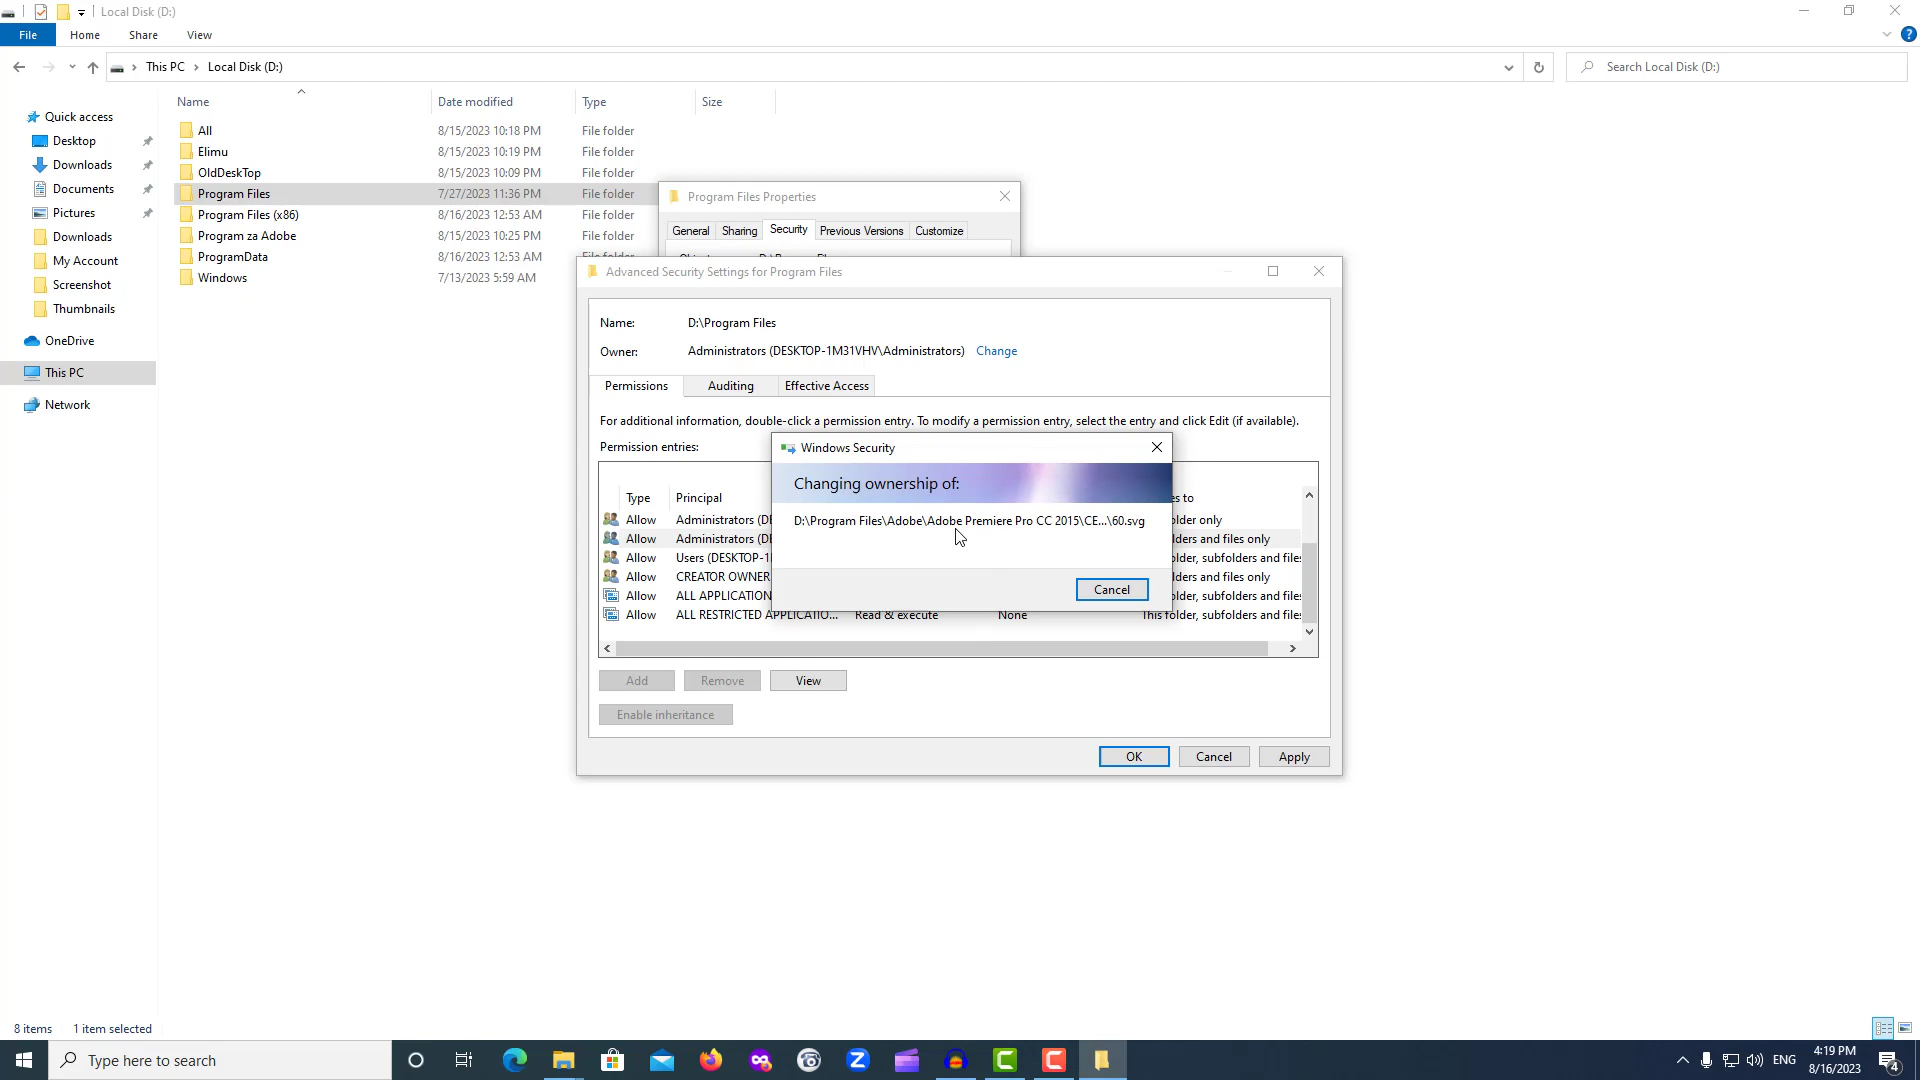 Local Disk (D:)
File Home Share View
This PC Local Disk (D:) Search Local Disk (D:)
Name Date modified Type Size
Quick access
Desktop
Downloads
Documents
Pictures
Downloads
My Account
Screenshot
Thumbnails
OneDrive
This PC
Network
All 8/15/2023 10:18 PM File folder
Elimu 8/15/2023 10:19 PM File folder
OldDeskTop 8/15/2023 10:09 PM File folder
Program Files 7/27/2023 11:36 PM File folder
Program Files (x86) 8/16/2023 12:53 AM File folder
Program za Adobe 8/15/2023 10:25 PM File folder
ProgramData 8/16/2023 12:53 AM
Windows 7/13/2023 5:59 AM
Program Files Properties
General Sharing Security Previous Versions Customize
Advanced Security Settings for Program Files
Name: D:\Program Files
Owner: Administrators (DESKTOP-1M31VHV\Administrators) Change
Permissions Auditing Effective Access
For additional information, double-click a permission entry. To modify a permission entry, select the entry and click Edit (if available).
Permission entries:
Type Principal es to
Allow Administrators (DE older only
Allow Administrators (DE ders and files only
Allow Users (DESKTOP-1 lder, subfolders and files
Allow CREATOR OWNER ders and files only
Allow ALL APPLICATION lder, subfolders and files
Allow ALL RESTRICTED APPLICATIO... Read & execute None This folder, subfolders and files
Windows Security
Changing ownership of:
D:\Program Files\Adobe\Adobe Premiere Pro CC 2015\CE...\60.svg
Cancel
Add Remove View
Enable inheritance
OK Cancel Apply
8 items 1 item selected
Type here to search
ENG
4:19 PM
8/16/2023
4